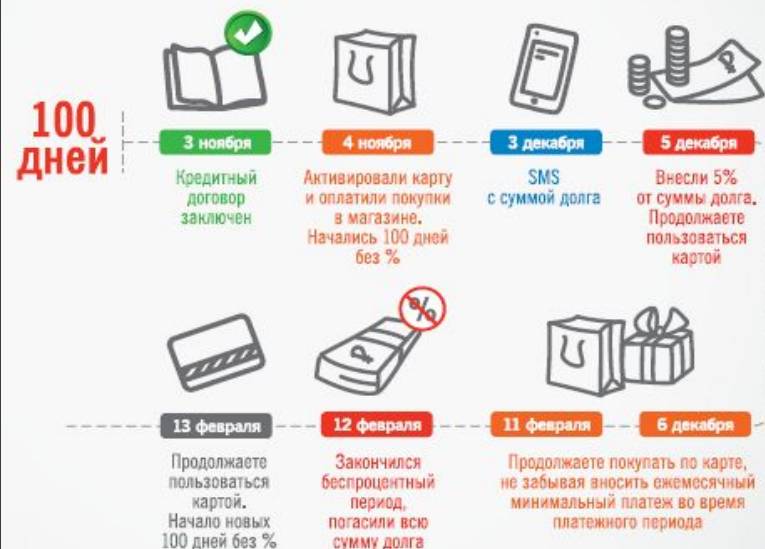 100
дней
3 ноября
Кредитный
договор
заключен
4 ноября
Активировали карту
и оплатили покупки
в магазине.
Начались 100 дней
без %
3 декабря
SMS
с суммой долга
5 декабря
Внесли 5%
от суммы долга.
Продолжаете
пользоваться
картой
6 декабря
11 февраля
Продолжаете покупать по карте,
не забывая вносить ежемесячный
минимальный платеж во время
платежного периода
%
12 февраля
Закончился
беспроцентный
период,
погасили всю
сумму долга
13 февраля
Продолжаете
пользоваться
картой.
Начало новых
100 дней без %